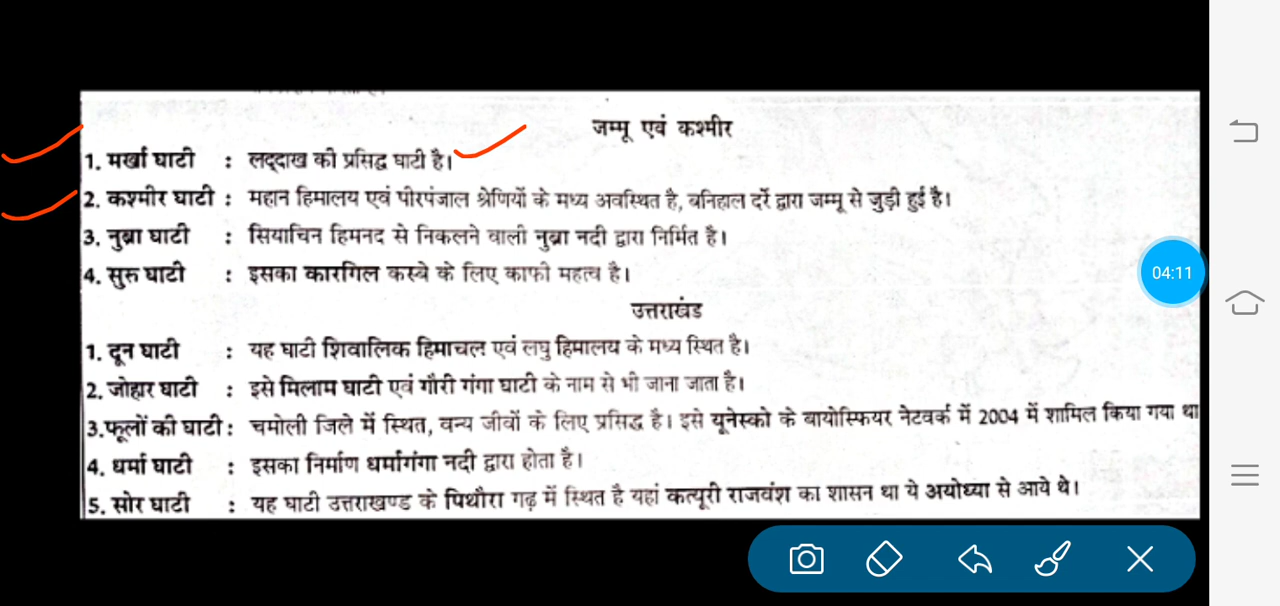 जम्मू एवं कश्मीर
1. मर्खा घाटी : लद्दाख की प्रसिद्ध घाटी है।
2. कश्मीर घाटी : महान हिमालय एवं पीरपंजाल श्रेणियों के मध्य अवस्थित है, बनिहाल दर्रे द्वारा जम्मू से जुड़ी हुई है।
3. नुब्रा घाटी : सियाचिन हिमनद से निकलने वाली नुब्रा नदी द्वारा निर्मित है।
4. सुरु घाटी : इसका कारगिल कस्बे के लिए काफी महत्व है।
04:11
उत्तराखंड
1. दून घाटी : यह घाटी शिवालिक हिमाचल एवं लघु हिमालय के मध्य स्थित है।
2. जोहार घाटी : इसे मिलाम घाटी एवं गौरी गंगा घाटी के नाम से भी जाना जाता है।
3.फूलों की घाटी : चमोली जिले में स्थित, वन्य जीवों के लिए प्रसिद्ध है। इसे यूनेस्को के बायोस्फियर नेटवर्क में 2004 में शामिल किया गया था
4. धर्मा घाटी : इसका निर्माण धर्मागंगा नदी द्वारा होता है।
5. सोर घाटी : यह घाटी उत्तराखण्ड के पिथौरा गढ़ में स्थित है यहां कत्यूरी राजवंश का शासन था ये अयोध्या से आये थे।